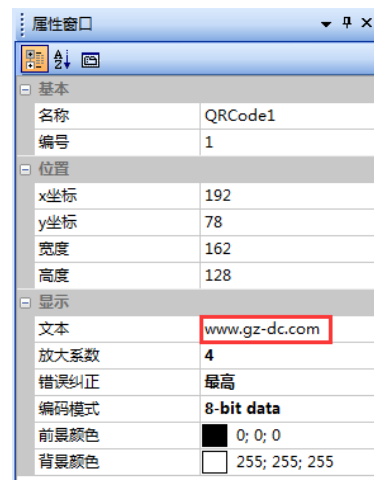 属性窗口
基本
名称 QRCode1
编号 1
位置
x坐标 192
y坐标 78
宽度 162
高度 128
显示
文本 www.gz-dc.com
放大系数 4
错误纠正 最高
编码模式 8-bit data
前景颜色 0; 0; 0
背景颜色 255; 255; 255